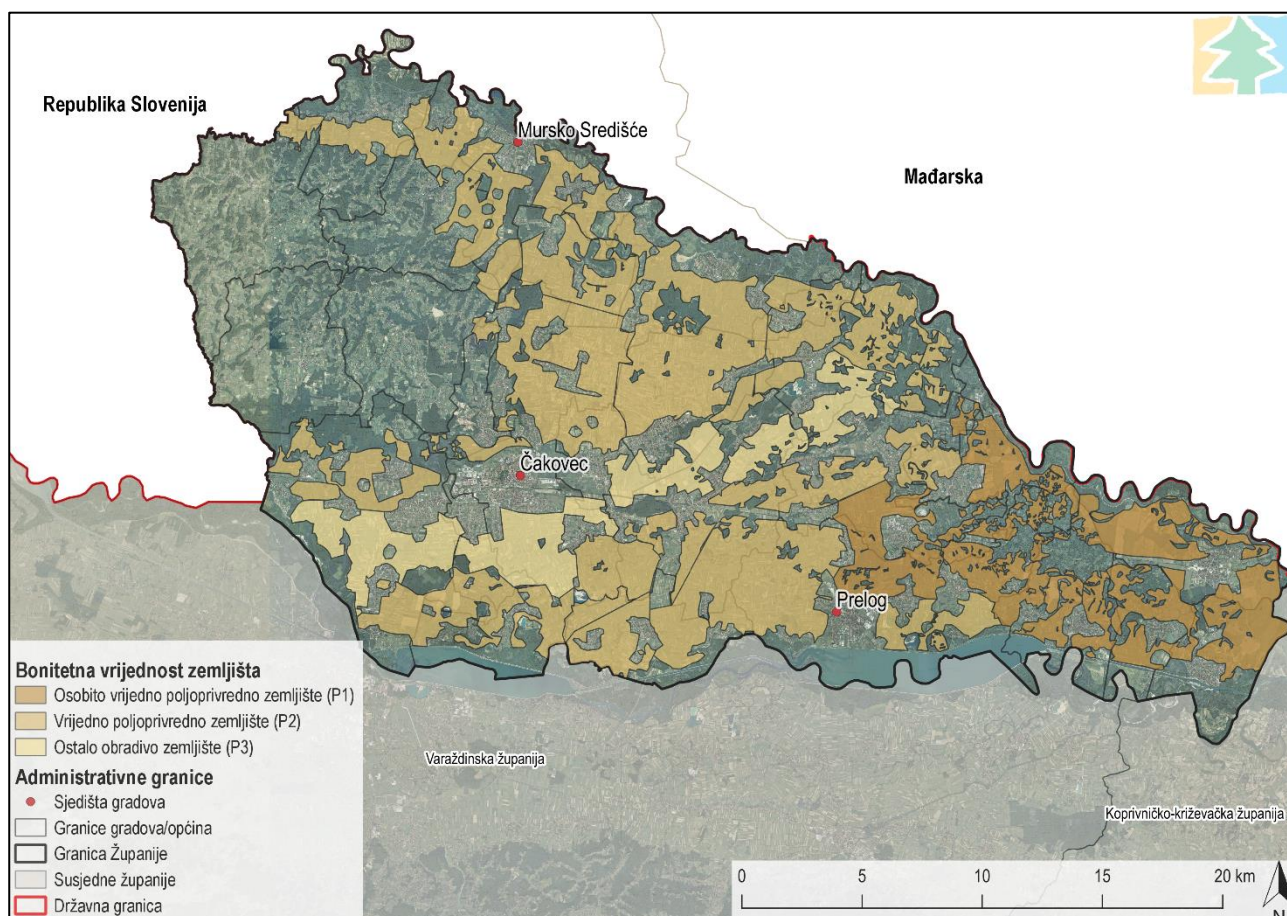 Republika Slovenija
Mursko Središće
Mađarska
Čakovec
Prelog
Bonitetna vrijednost zemljišta
Osobito vrijedno poljoprivredno zemljište (P1)
Vrijedno poljoprivredno zemljište (P2)
Ostalo obradivo zemljište (P3)
Administrativne granice
Sjedišta gradova
Granice gradova/općina
Granica Županije
Susjedne županije
Državna granica
Varaždinska županija
Koprivničko-križevačka županija
0 5 10 15 20 km
N